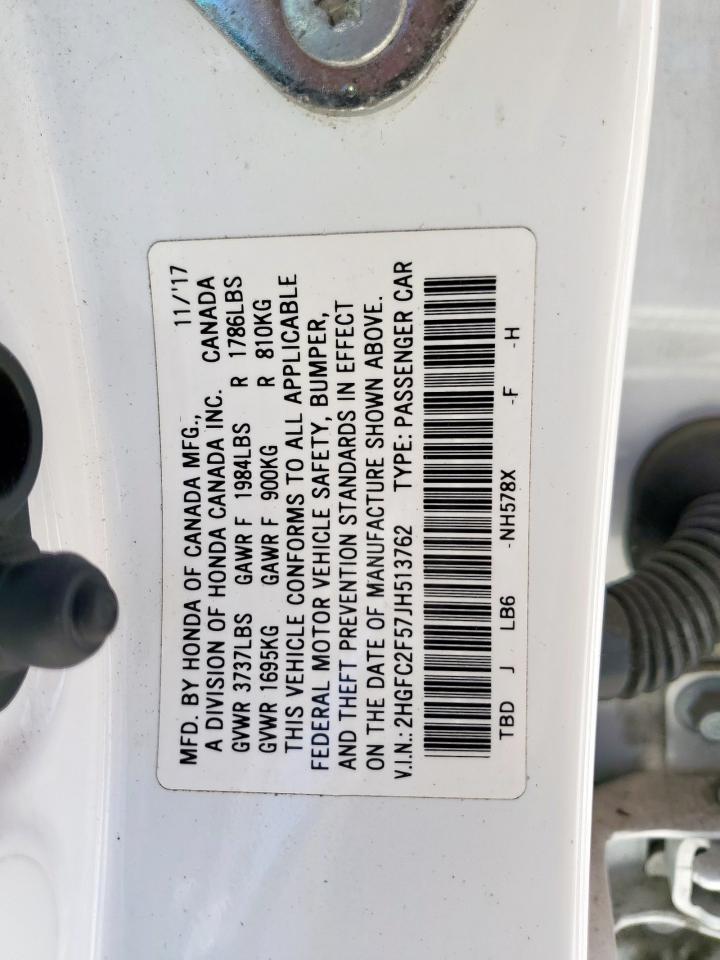 MFD. BY HONDA OF CANADA MFG., 11/'17
A DIVISION OF HONDA CANADA INC. CANADA
GVWR 3737LBS GAWR F 1984LBS R 1786LBS
GVWR 1695KG GAWR F 900KG R 810KG
THIS VEHICLE CONFORMS TO ALL APPLICABLE
FEDERAL MOTOR VEHICLE SAFETY, BUMPER,
AND THEFT PREVENTION STANDARDS IN EFFECT
ON THE DATE OF MANUFACTURE SHOWN ABOVE.
V.I.N.: 2HGFC2F57JH513762 TYPE: PASSENGER CAR
TBD J LB6 -NH578X -F -H